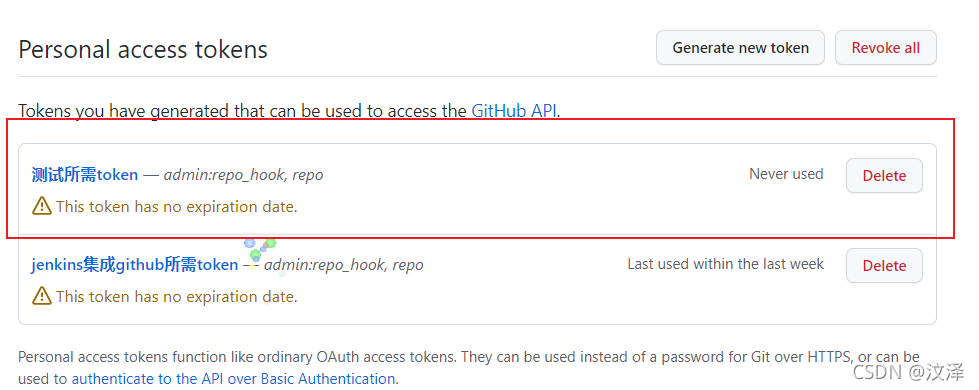 Personal access tokens
Generate new token
Revoke all
Tokens you have generated that can be used to access the GitHub API.
测试所需token — admin:repo_hook, repo
Never used
Delete
This token has no expiration date.
jenkins集成github所需token — admin:repo_hook, repo
Last used within the last week
Delete
This token has no expiration date.
Personal access tokens function like ordinary OAuth access tokens. They can be used instead of a password for Git over HTTPS, or can be
used to authenticate to the API over Basic Authentication.
CSDN @汶泽